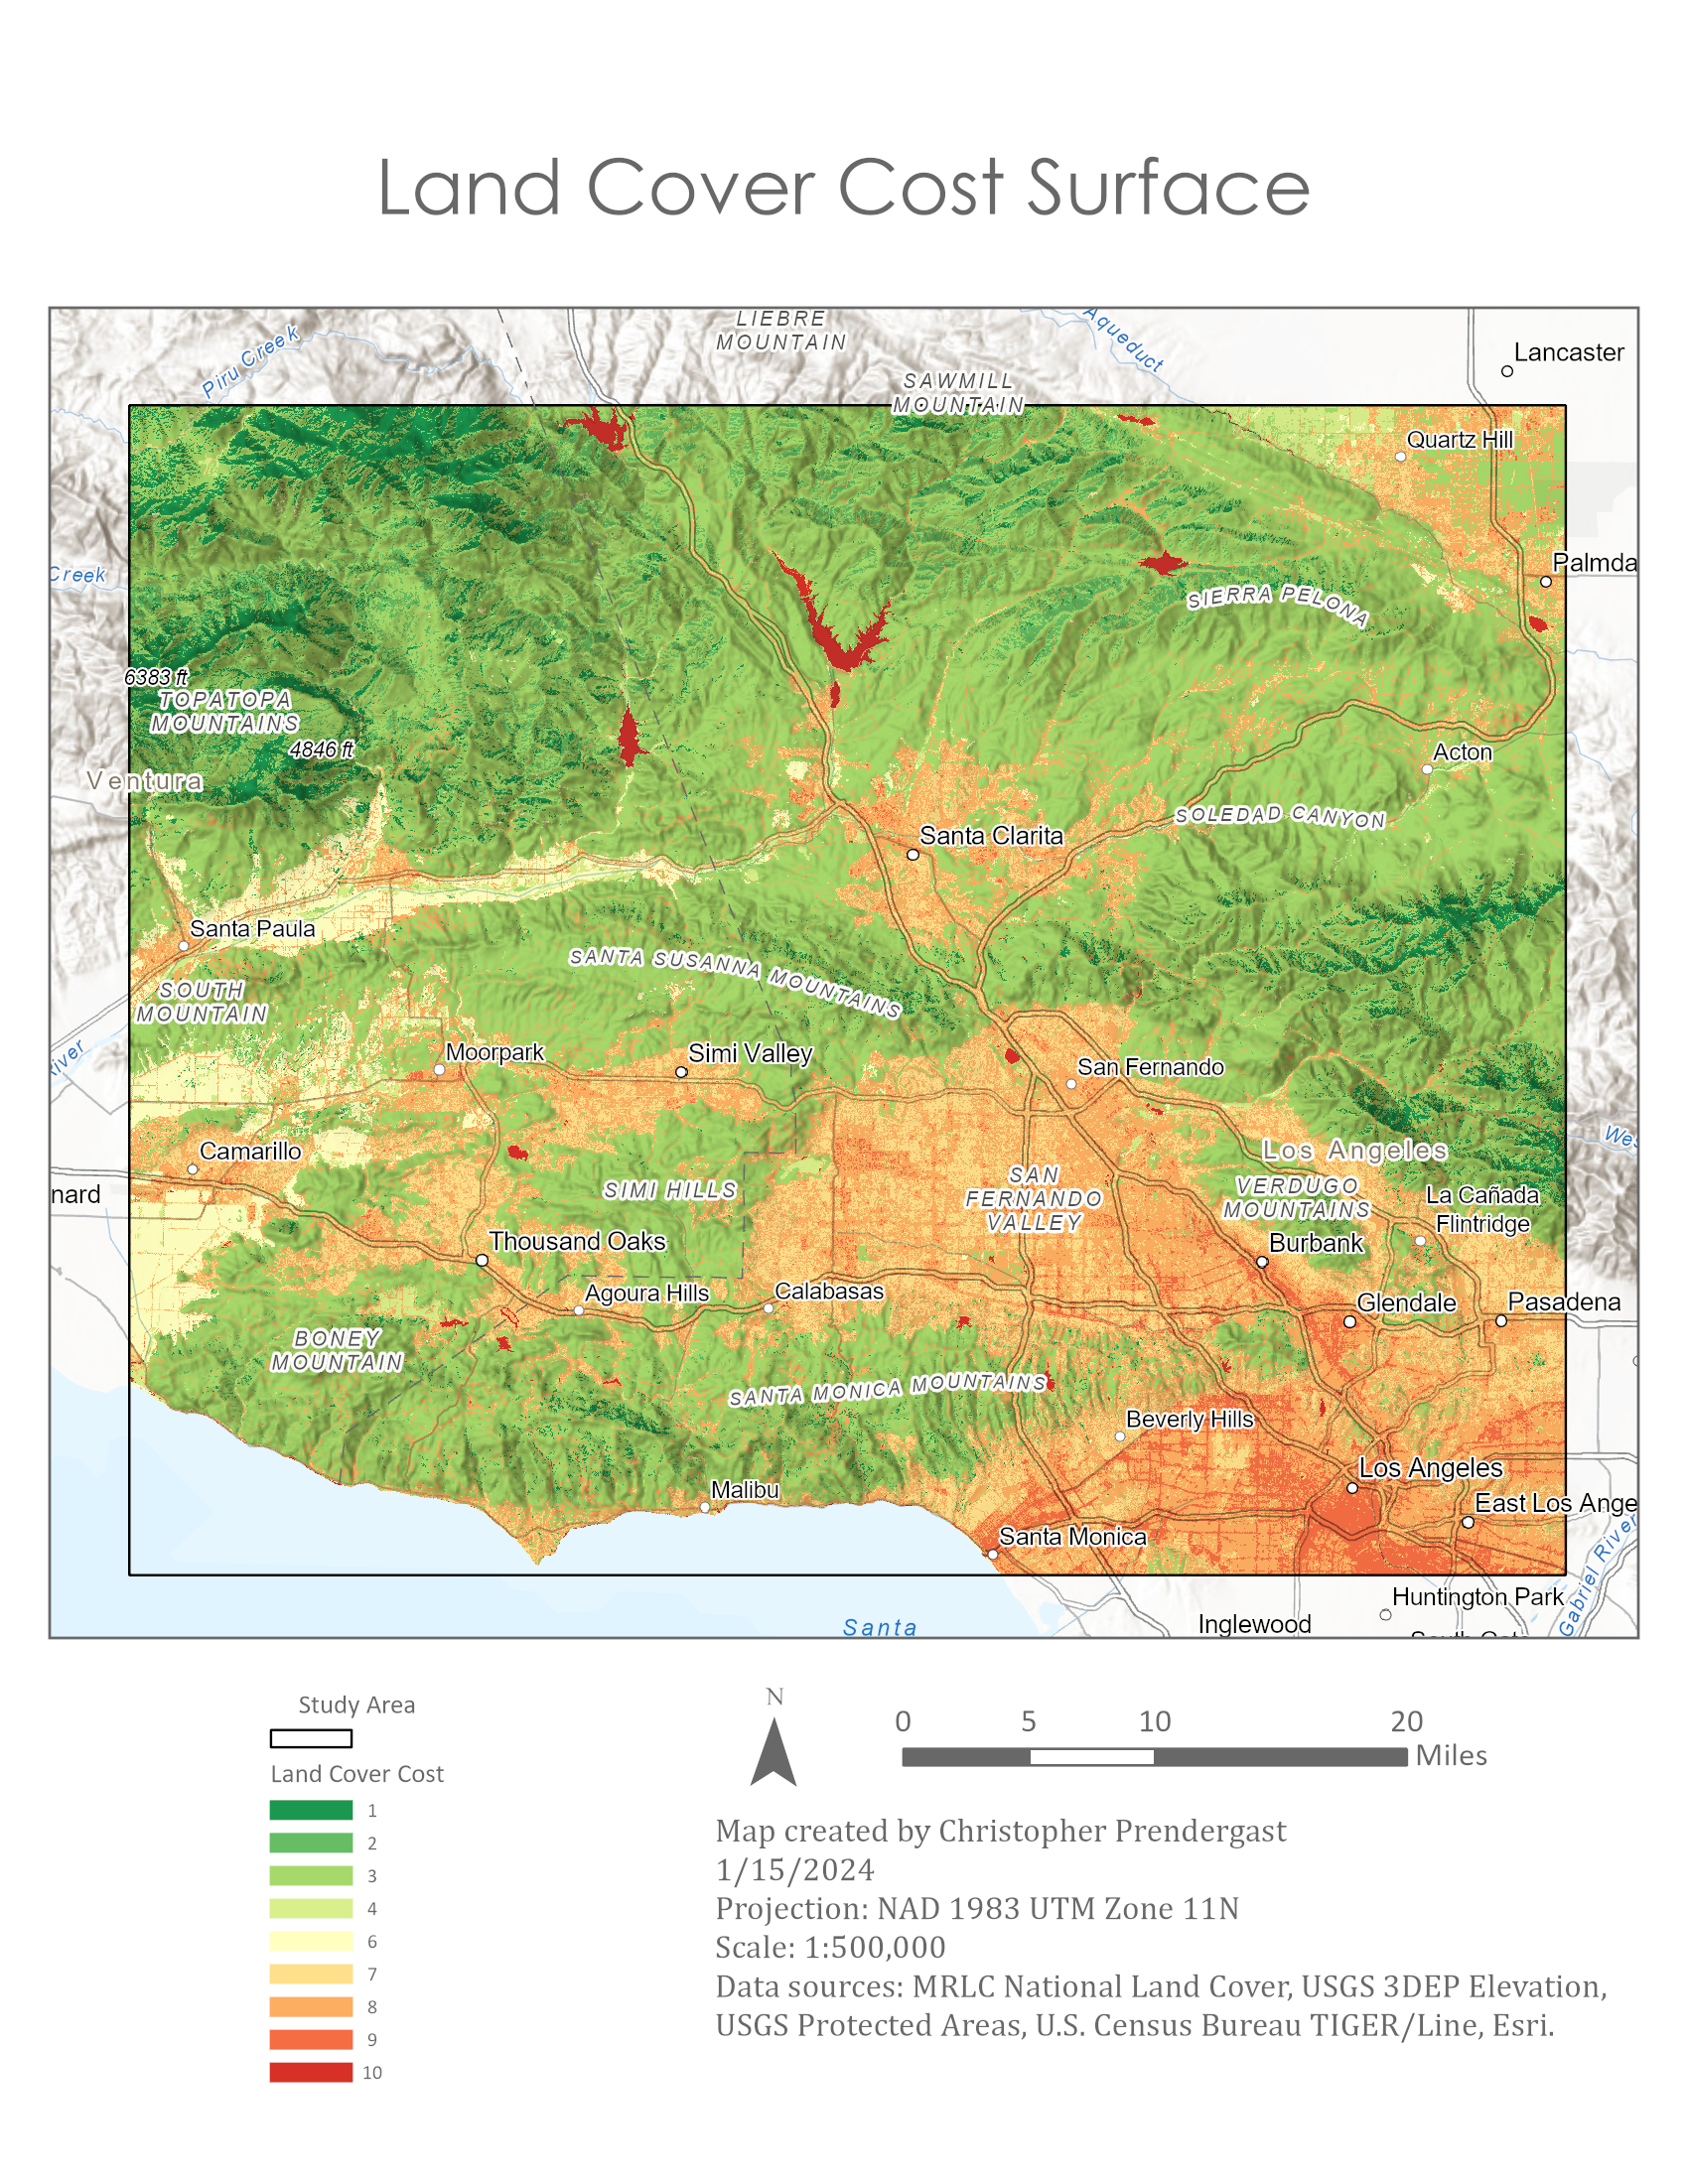 Land Cover Cost Surface
LIEBRE
MOUNTAIN
Aqueduct
Piru Creek
Lancaster
SAWMILL
MOUNTAIN
Quartz Hill
Creek
Palmda
SIERRA PELONA
6383 ft
TOPATOPA
MOUNTAINS
4846 ft
Acton
Ventura
SOLEDAD CANYON
Santa Clarita
Santa Paula
SANTA SUSANNA MOUNTAINS
SOUTH
MOUNTAIN
Moorpark
Simi Valley
San Fernando
River
Wes
Camarillo
Los Angeles
SAN
FERNANDO
VALLEY
SIMI HILLS
VERDUGO
MOUNTAINS
La Cañada
Flintridge
nard
Thousand Oaks
Burbank
Agoura Hills
Calabasas
Glendale
Pasadena
BONEY
MOUNTAIN
SANTA MONICA MOUNTAINS
Beverly Hills
Los Angeles
Malibu
East Los Ange
Santa Monica
Gabriel River
Huntington Park
Santa
Inglewood
Study Area
Land Cover Cost
1
2
3
4
6
7
8
9
10
N
0 5 10 20
Miles
Map created by Christopher Prendergast
1/15/2024
Projection: NAD 1983 UTM Zone 11N
Scale: 1:500,000
Data sources: MRLC National Land Cover, USGS 3DEP Elevation,
USGS Protected Areas, U.S. Census Bureau TIGER/Line, Esri.